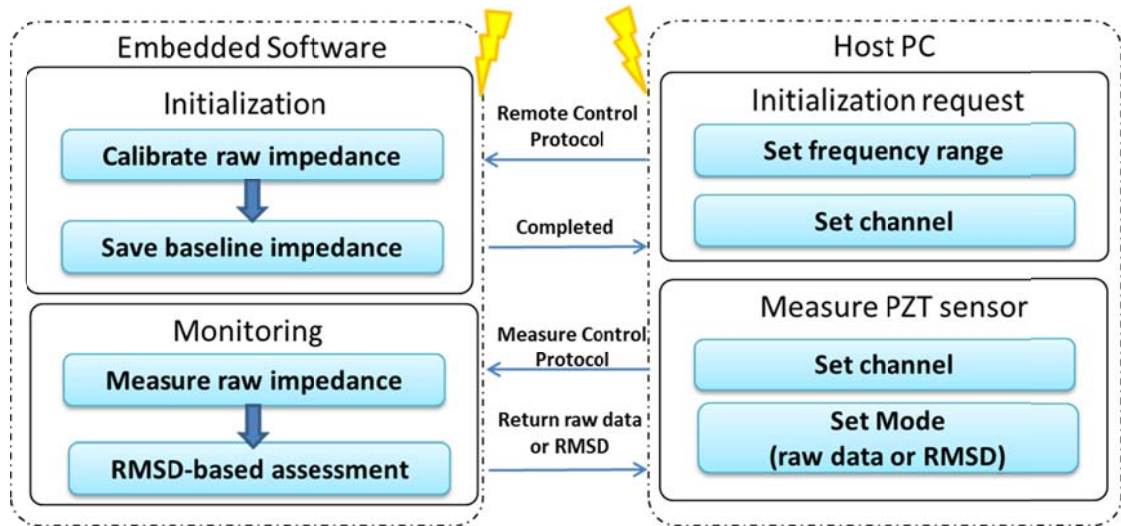 Embedded Software
Initialization
Calibrate raw impedance
Save baseline impedance
Monitoring
Measure raw impedance
RMSD-based assessment
Remote Control
Protocol
Completed
Measure Control
Protocol
Return raw data
or RMSD
Host PC
Initialization request
Set frequency range
Set channel
Measure PZT sensor
Set channel
Set Mode
(raw data or RMSD)